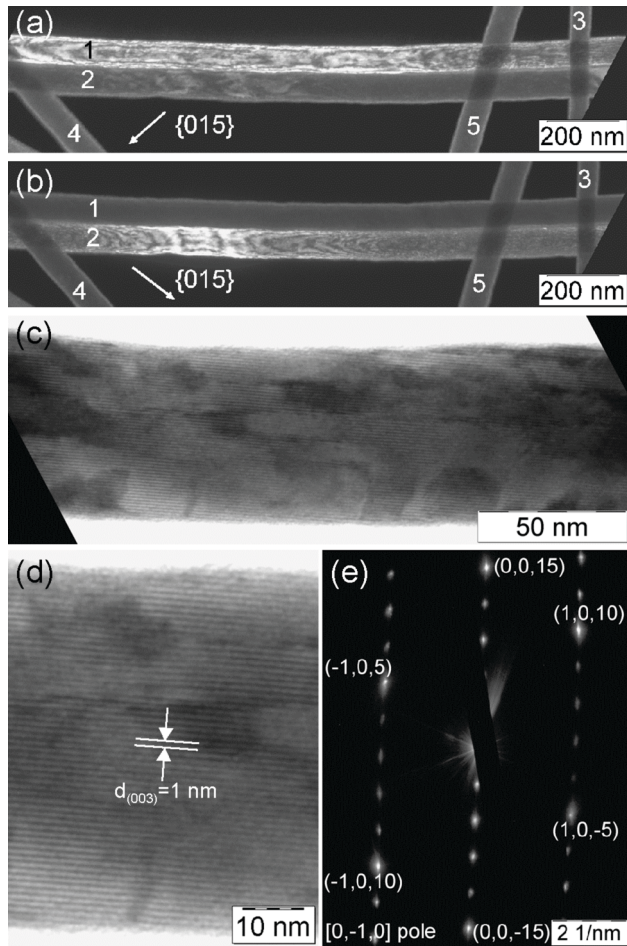 (a)
1
2
3
4
{015}
5
200 nm
(b)
1
2
3
4
{015}
5
200 nm
(c)
50 nm
(d)
d(003)=1 nm
10 nm
(e)
(0,0,15)
(1,0,10)
(-1,0,5)
(1,0,-5)
(-1,0,10)
[0,-1,0] pole
(0,0,-15)
2 1/nm